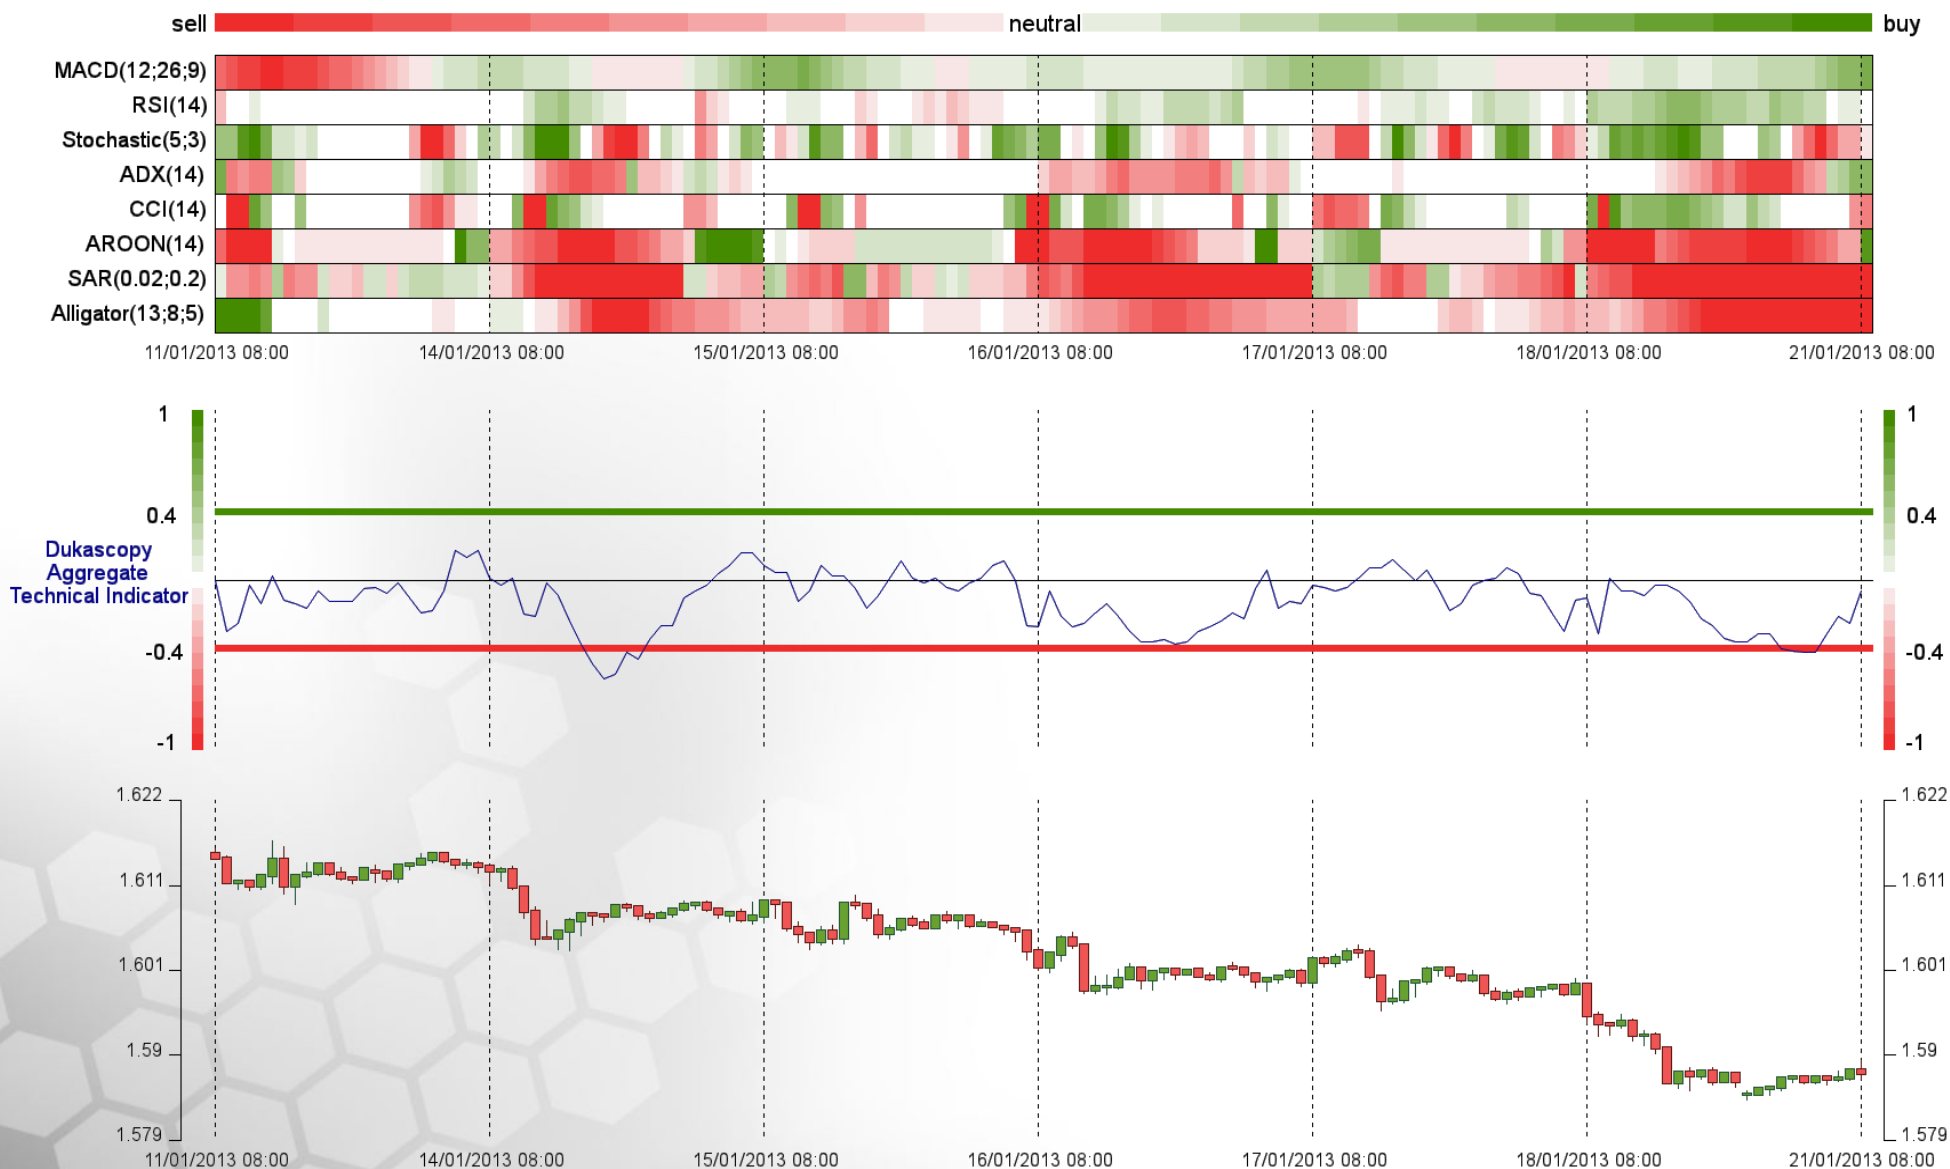 sell neutral buy
MACD(12;26;9)
RSI(14)
Stochastic(5;3)
ADX(14)
CCI(14)
AROON(14)
SAR(0.02;0.2)
Alligator(13;8;5)
11/01/2013 08:00 14/01/2013 08:00 15/01/2013 08:00 16/01/2013 08:00 17/01/2013 08:00 18/01/2013 08:00 21/01/2013 08:00
1 1
0.4 0.4
Dukascopy
Aggregate
Technical Indicator
-0.4 -0.4
-1 -1
1.622 1.622
1.611 1.611
1.601 1.601
1.59 1.59
1.579 1.579
11/01/2013 08:00 14/01/2013 08:00 15/01/2013 08:00 16/01/2013 08:00 17/01/2013 08:00 18/01/2013 08:00 21/01/2013 08:00